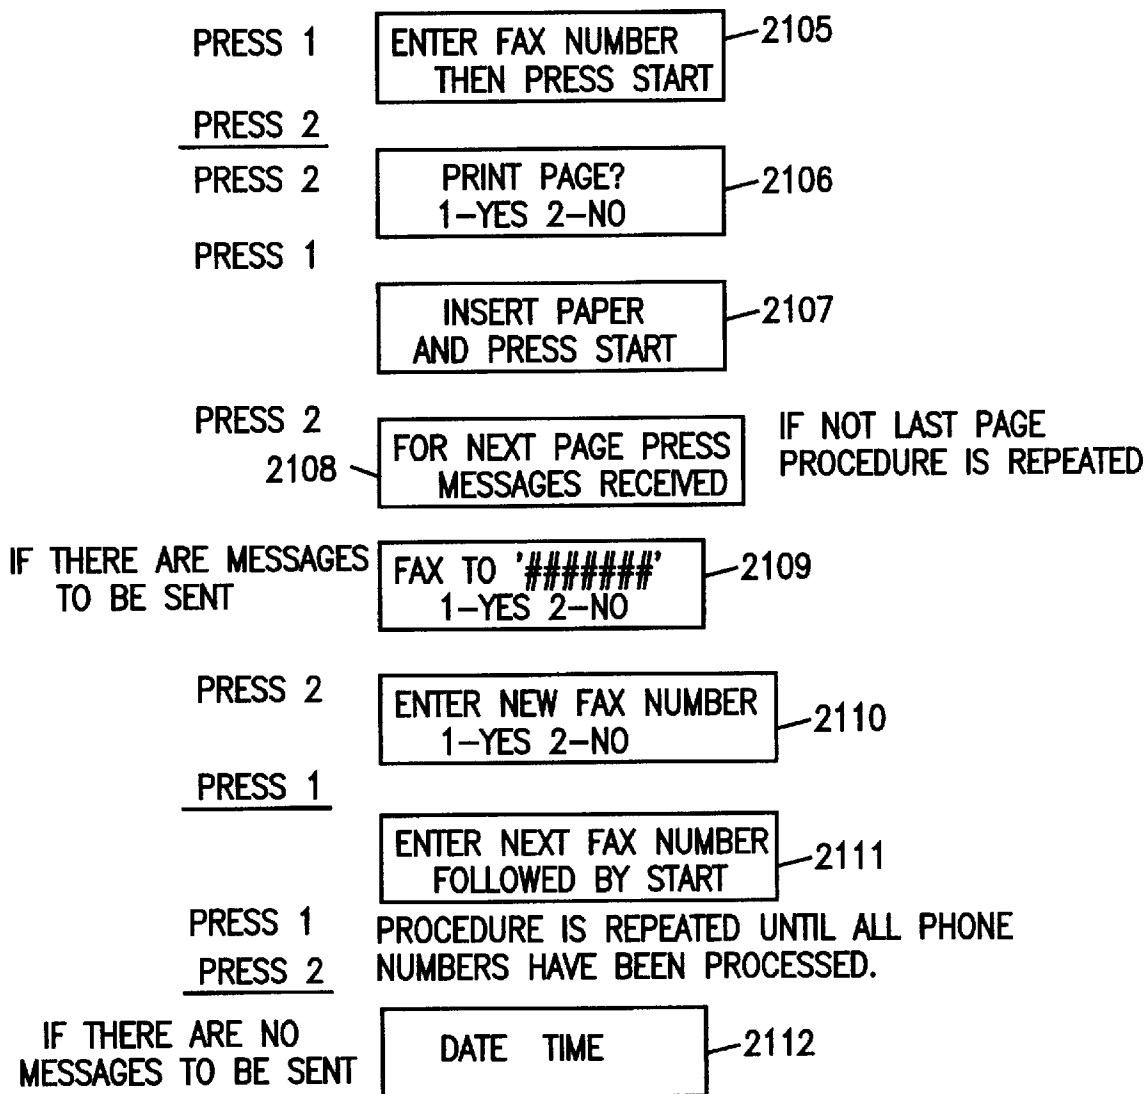 PRESS 1
ENTER FAX NUMBER
THEN PRESS START
2105
PRESS 2
PRESS 2
PRINT PAGE?
1-YES 2-NO
2106
PRESS 1
INSERT PAPER
AND PRESS START
2107
PRESS 2
2108
FOR NEXT PAGE PRESS
MESSAGES RECEIVED
IF NOT LAST PAGE
PROCEDURE IS REPEATED
IF THERE ARE MESSAGES
TO BE SENT
FAX TO '#######'
1-YES 2-NO
2109
PRESS 2
ENTER NEW FAX NUMBER
1-YES 2-NO
2110
PRESS 1
ENTER NEXT FAX NUMBER
FOLLOWED BY START
2111
PRESS 1
PRESS 2
PROCEDURE IS REPEATED UNTIL ALL PHONE
NUMBERS HAVE BEEN PROCESSED.
IF THERE ARE NO
MESSAGES TO BE SENT
DATE TIME
2112